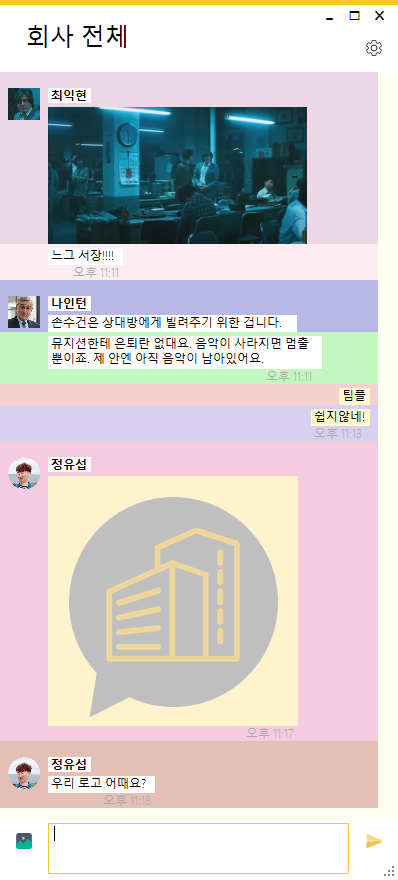 회사 전체
최익현
느그 서장!!!!
오후 11:11
나인턴
손수건은 상대방에게 빌려주기 위한 겁니다.
뮤지션한테 은퇴란 없대요. 음악이 사라지면 멈출
뿐이죠. 제 안엔 아직 음악이 남아있어요.
오후 11:11
팀플
쉽지않네!
오후 11:13
정유섭
오후 11:17
정유섭
우리 로고 어때요?
오후 11:18